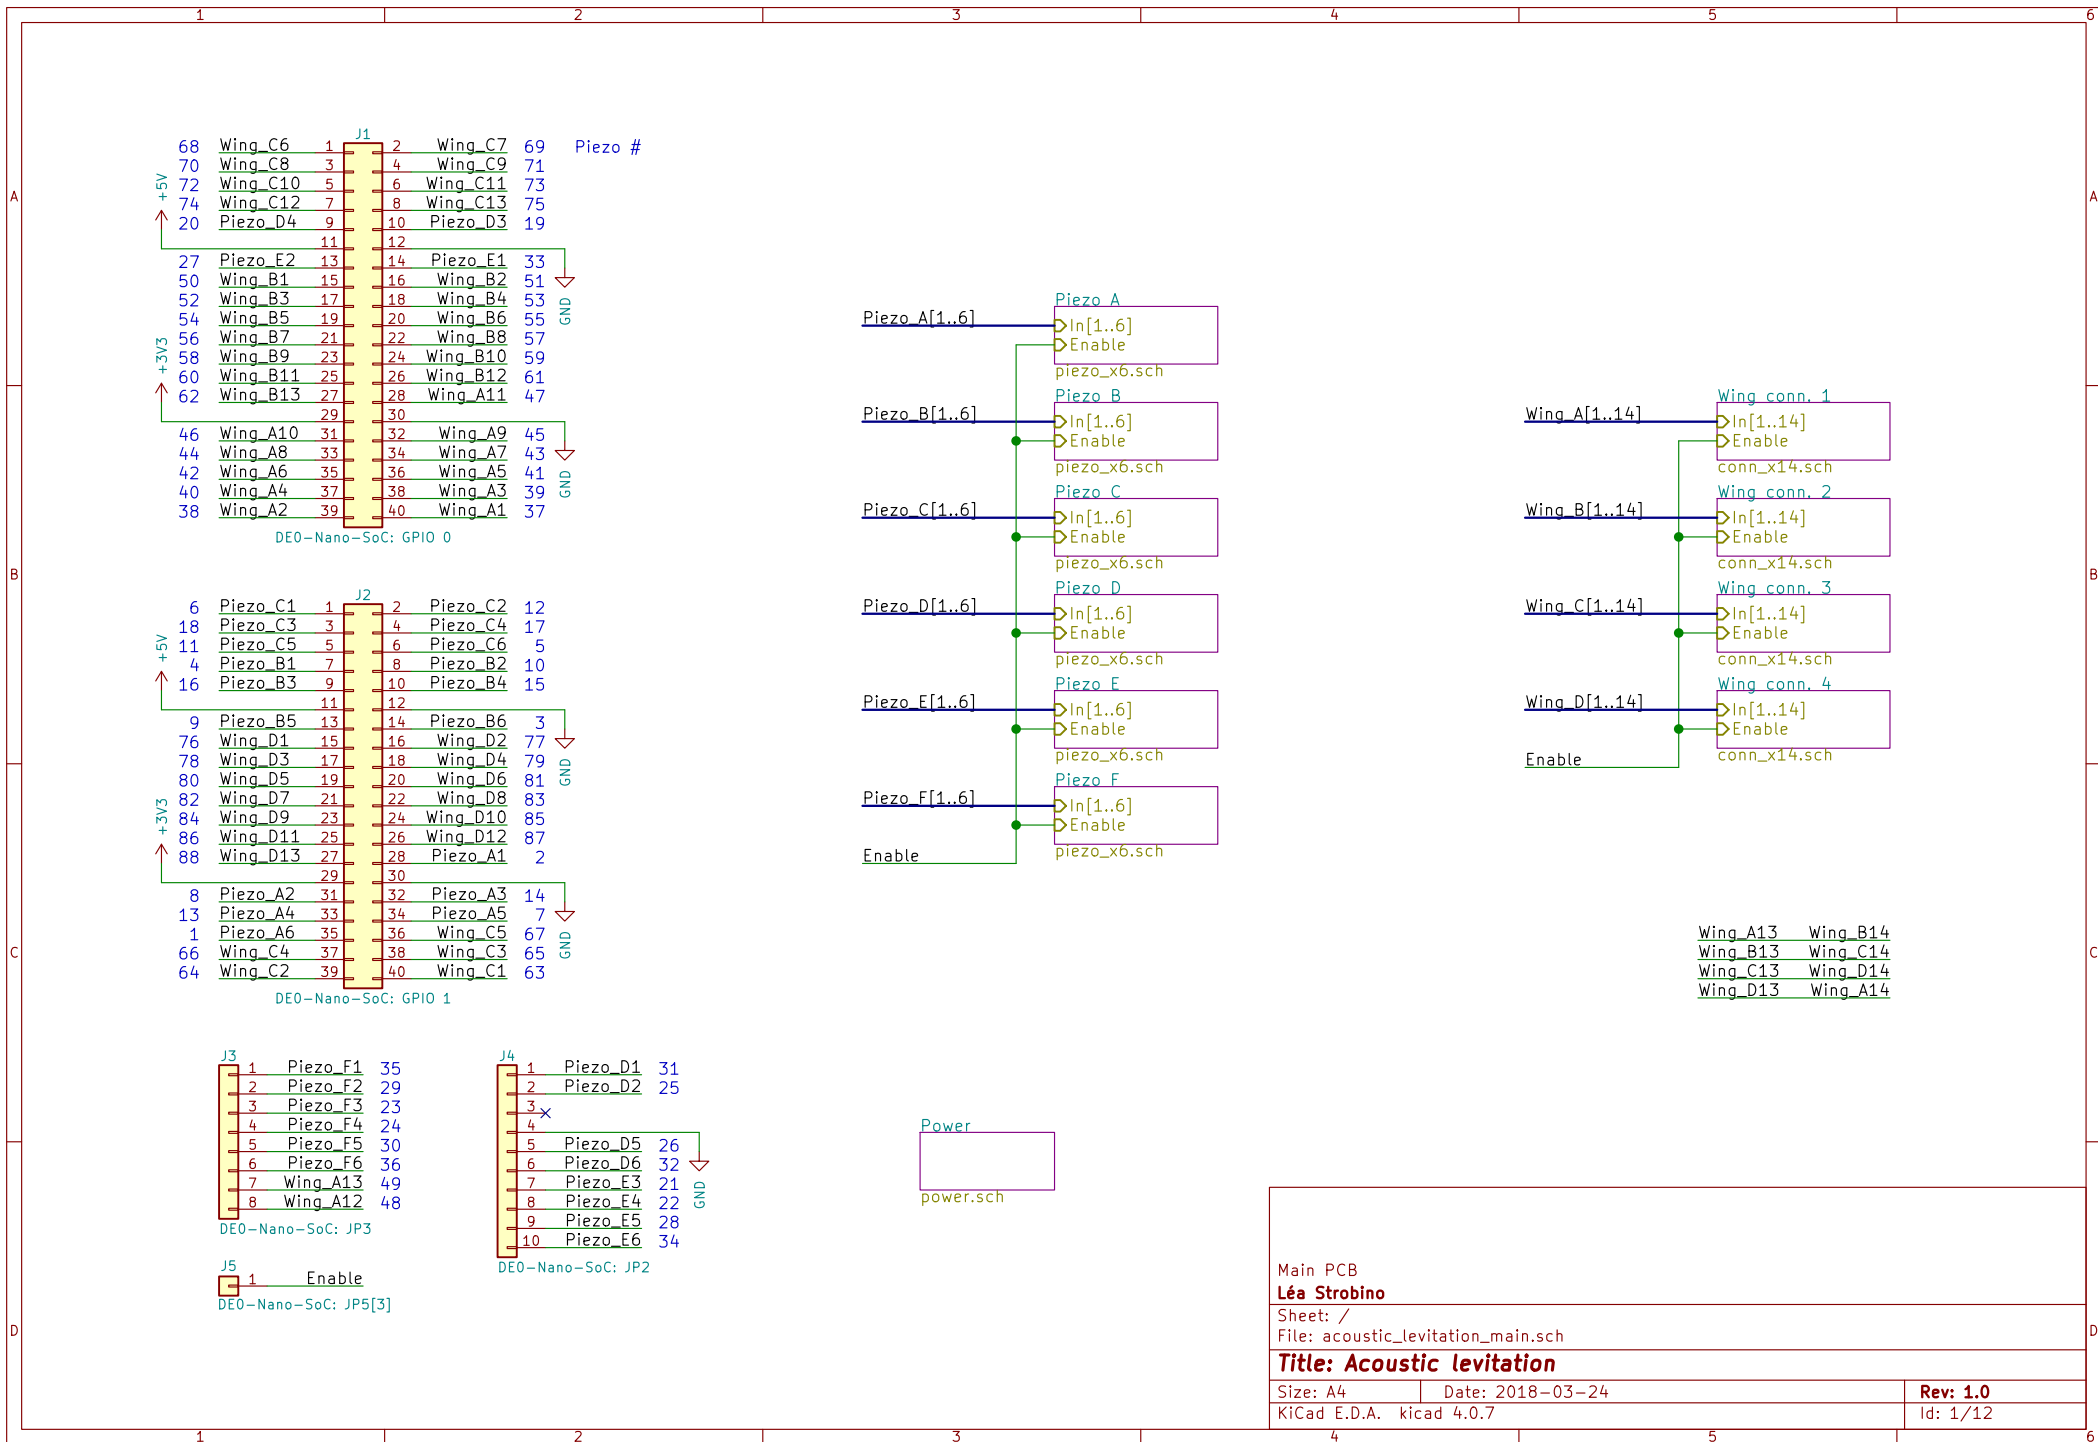 1 2 3 4 5 6
A
B
C
D
A
B
C
D
J1
68 Wing_C6 1 2 Wing_C7 69 Piezo #
70 Wing_C8 3 4 Wing_C9 71
72 Wing_C10 5 6 Wing_C11 73
74 Wing_C12 7 8 Wing_C13 75
20 Piezo_D4 9 10 Piezo_D3 19
+5V 11 12 GND
27 Piezo_E2 13 14 Piezo_E1 33
50 Wing_B1 15 16 Wing_B2 51
52 Wing_B3 17 18 Wing_B4 53
54 Wing_B5 19 20 Wing_B6 55
56 Wing_B7 21 22 Wing_B8 57
58 Wing_B9 23 24 Wing_B10 59
60 Wing_B11 25 26 Wing_B12 61
62 Wing_B13 27 28 Wing_A11 47
+3V3 29 30 GND
46 Wing_A10 31 32 Wing_A9 45
44 Wing_A8 33 34 Wing_A7 43
42 Wing_A6 35 36 Wing_A5 41
40 Wing_A4 37 38 Wing_A3 39
38 Wing_A2 39 40 Wing_A1 37
DE0-Nano-SoC: GPIO 0
J2
6 Piezo_C1 1 2 Piezo_C2 12
18 Piezo_C3 3 4 Piezo_C4 17
11 Piezo_C5 5 6 Piezo_C6 5
4 Piezo_B1 7 8 Piezo_B2 10
16 Piezo_B3 9 10 Piezo_B4 15
+5V 11 12 GND
9 Piezo_B5 13 14 Piezo_B6 3
76 Wing_D1 15 16 Wing_D2 77
78 Wing_D3 17 18 Wing_D4 79
80 Wing_D5 19 20 Wing_D6 81
82 Wing_D7 21 22 Wing_D8 83
84 Wing_D9 23 24 Wing_D10 85
86 Wing_D11 25 26 Wing_D12 87
88 Wing_D13 27 28 Piezo_A1 2
+3V3 29 30 GND
8 Piezo_A2 31 32 Piezo_A3 14
13 Piezo_A4 33 34 Piezo_A5 7
1 Piezo_A6 35 36 Wing_C5 67
66 Wing_C4 37 38 Wing_C3 65
64 Wing_C2 39 40 Wing_C1 63
DE0-Nano-SoC: GPIO 1
J3
1 Piezo_F1 35
2 Piezo_F2 29
3 Piezo_F3 23
4 Piezo_F4 24
5 Piezo_F5 30
6 Piezo_F6 36
7 Wing_A13 49
8 Wing_A12 48
DE0-Nano-SoC: JP3
J5
1 Enable
DE0-Nano-SoC: JP5[3]
J4
1 Piezo_D1 31
2 Piezo_D2 25
3
4 GND
5 Piezo_D5 26
6 Piezo_D6 32
7 Piezo_E3 21
8 Piezo_E4 22
9 Piezo_E5 28
10 Piezo_E6 34
DE0-Nano-SoC: JP2
Piezo A
Piezo_A[1..6] In[1..6]
Enable
piezo_x6.sch
Piezo B
Piezo_B[1..6] In[1..6]
Enable
piezo_x6.sch
Piezo C
Piezo_C[1..6] In[1..6]
Enable
piezo_x6.sch
Piezo D
Piezo_D[1..6] In[1..6]
Enable
piezo_x6.sch
Piezo E
Piezo_E[1..6] In[1..6]
Enable
piezo_x6.sch
Piezo F
Piezo_F[1..6] In[1..6]
Enable
piezo_x6.sch
Enable
Power
power.sch
Wing conn. 1
Wing_A[1..14] In[1..14]
Enable
conn_x14.sch
Wing conn. 2
Wing_B[1..14] In[1..14]
Enable
conn_x14.sch
Wing conn. 3
Wing_C[1..14] In[1..14]
Enable
conn_x14.sch
Wing conn. 4
Wing_D[1..14] In[1..14]
Enable
conn_x14.sch
Enable
Wing_A13 Wing_B14
Wing_B13 Wing_C14
Wing_C13 Wing_D14
Wing_D13 Wing_A14
Main PCB
Léa Strobino
Sheet: /
File: acoustic_levitation_main.sch
Title: Acoustic levitation
Size: A4 Date: 2018-03-24 Rev: 1.0
KiCad E.D.A. kicad 4.0.7 Id: 1/12
1 2 3 4 5 6